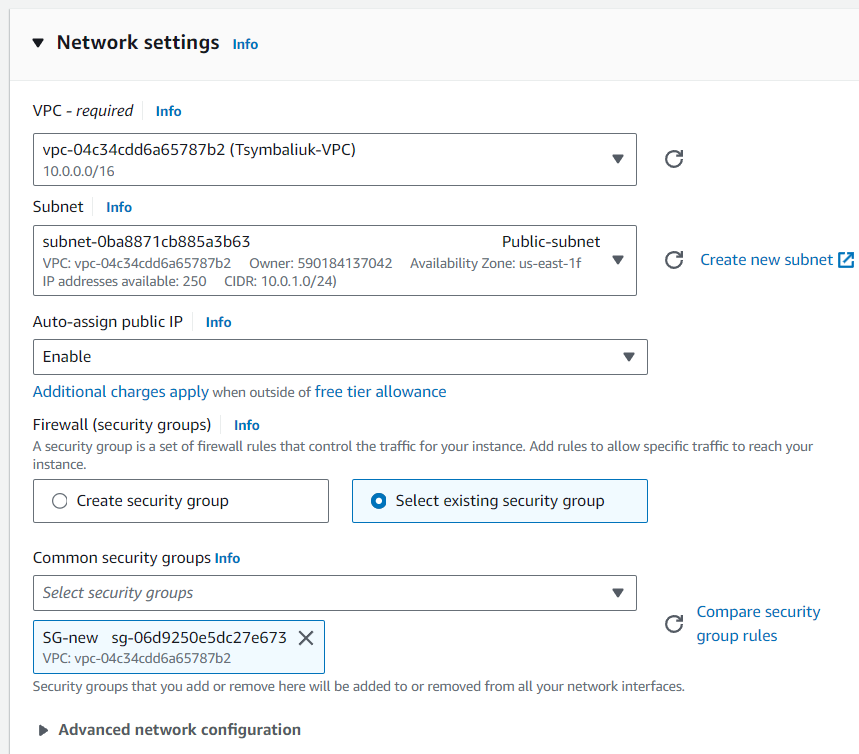 Network settings Info
VPC - required Info
vpc-04c34cdd6a65787b2 (Tsymbaliuk-VPC)
10.0.0.0/16
Subnet Info
subnet-0ba8871cb885a3b63 Public-subnet
VPC: vpc-04c34cdd6a65787b2 Owner: 590184137042 Availability Zone: us-east-1f
IP addresses available: 250 CIDR: 10.0.1.0/24)
Create new subnet
Auto-assign public IP Info
Enable
Additional charges apply when outside of free tier allowance
Firewall (security groups) Info
A security group is a set of firewall rules that control the traffic for your instance. Add rules to allow specific traffic to reach your
instance.
Create security group Select existing security group
Common security groups Info
Select security groups
SG-new sg-06d9250e5dc27e673
VPC: vpc-04c34cdd6a65787b2
Compare security
group rules
Security groups that you add or remove here will be added to or removed from all your network interfaces.
Advanced network configuration